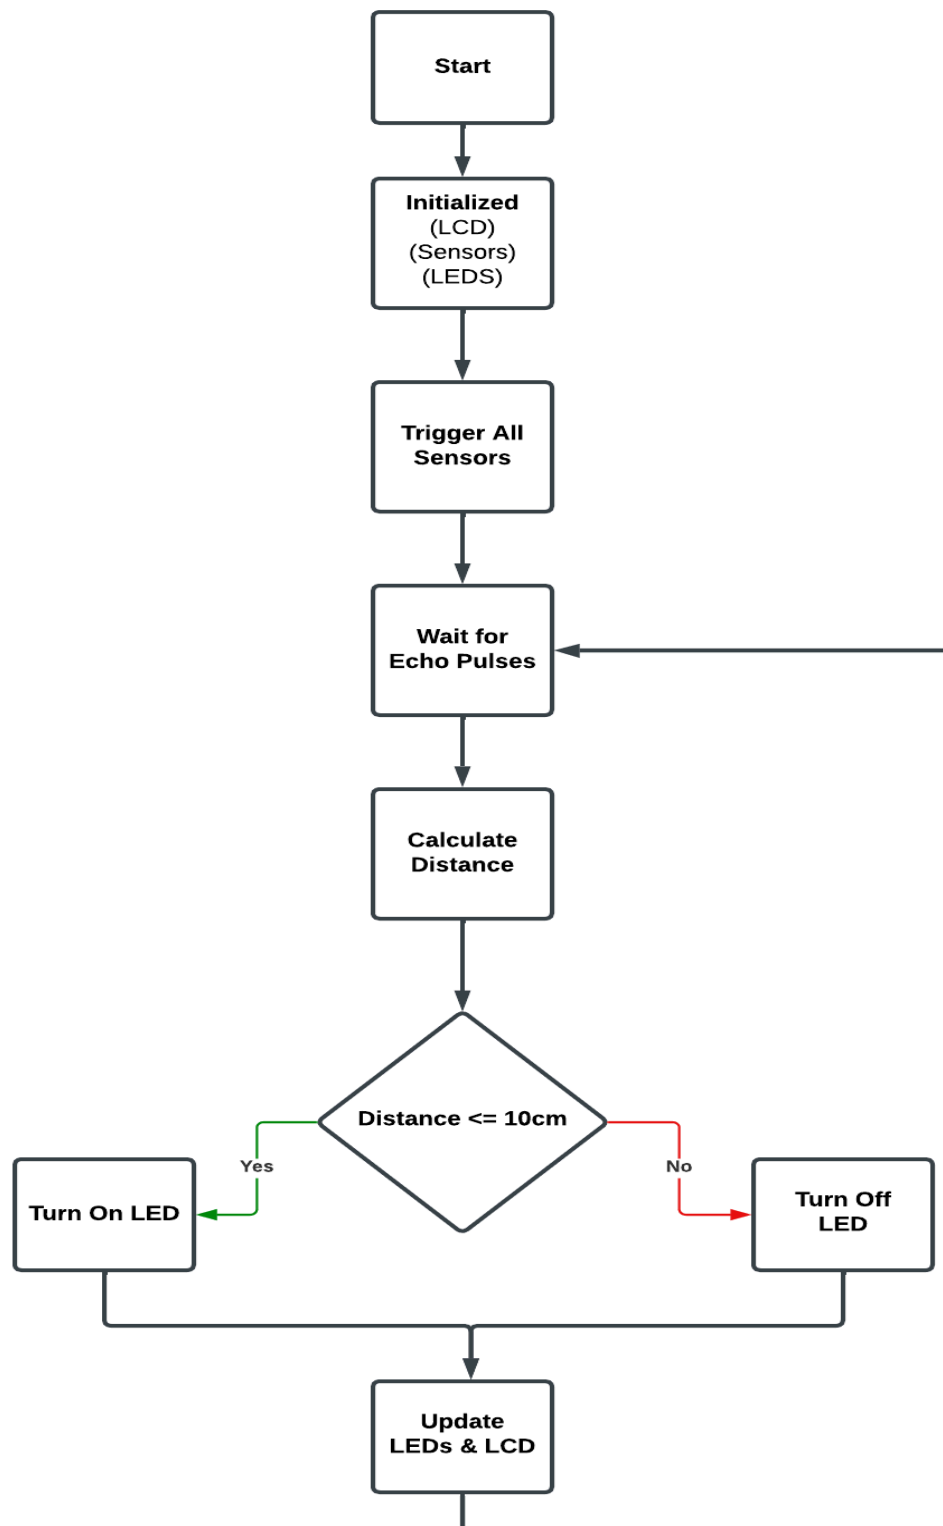 Start
Initialized
(LCD)
(Sensors)
(LEDS)
Trigger All
Sensors
Wait for
Echo Pulses
Calculate
Distance
Distance <= 10cm
Yes
No
Turn On LED
Turn Off
LED
Update
LEDs & LCD